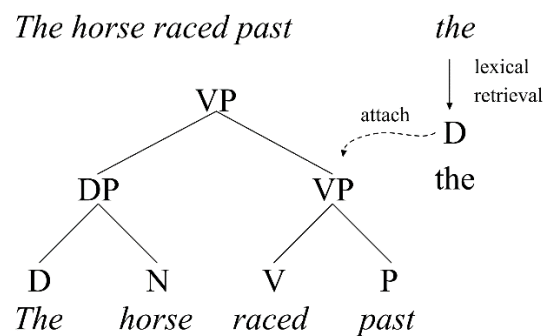 The horse raced past the
lexical
retrieval
VP
attach
D
DP VP the
D N V P
The horse raced past